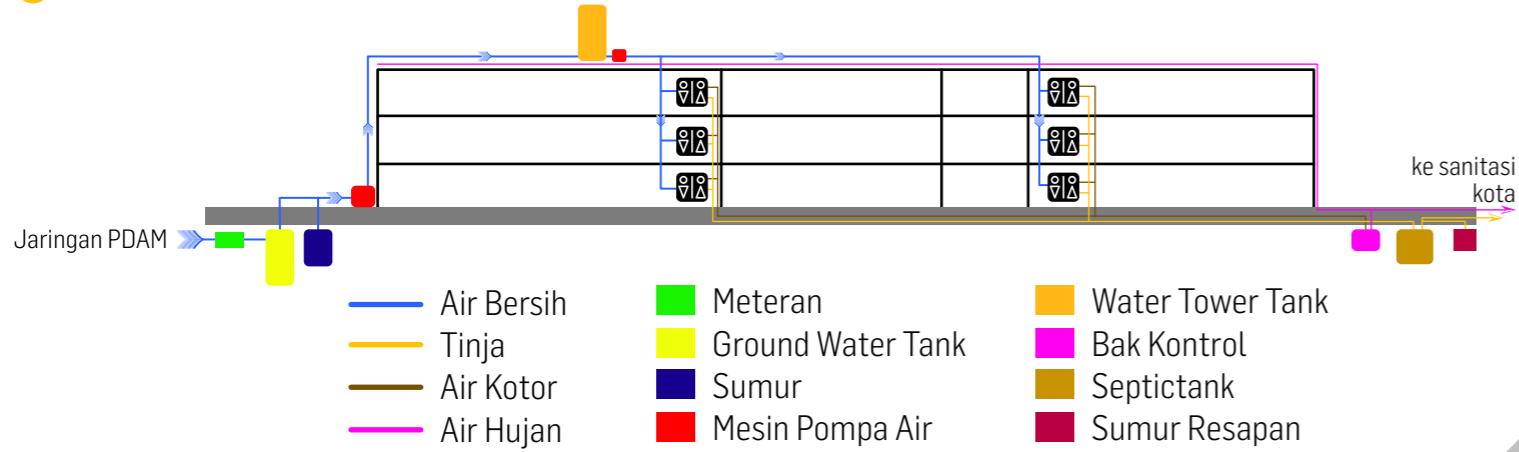 ke sanitasi
kota
Jaringan PDAM
Air Bersih
Meteran
Water Tower Tank
Tinja
Ground Water Tank
Bak Kontrol
Air Kotor
Sumur
Septictank
Air Hujan
Mesin Pompa Air
Sumur Resapan